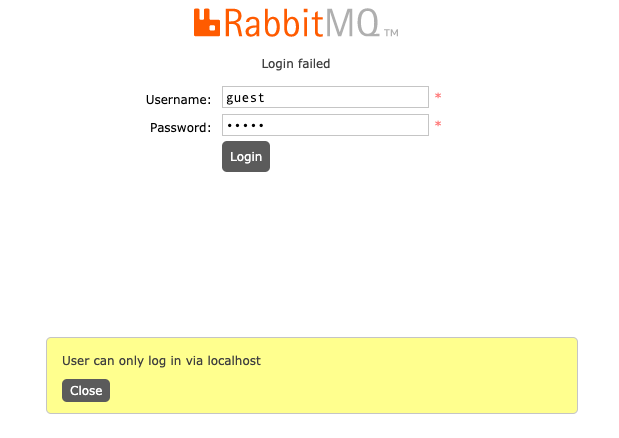 RabbitMQ TM
Login failed
Username: guest *
Password: ••••• *
Login
User can only log in via localhost
Close